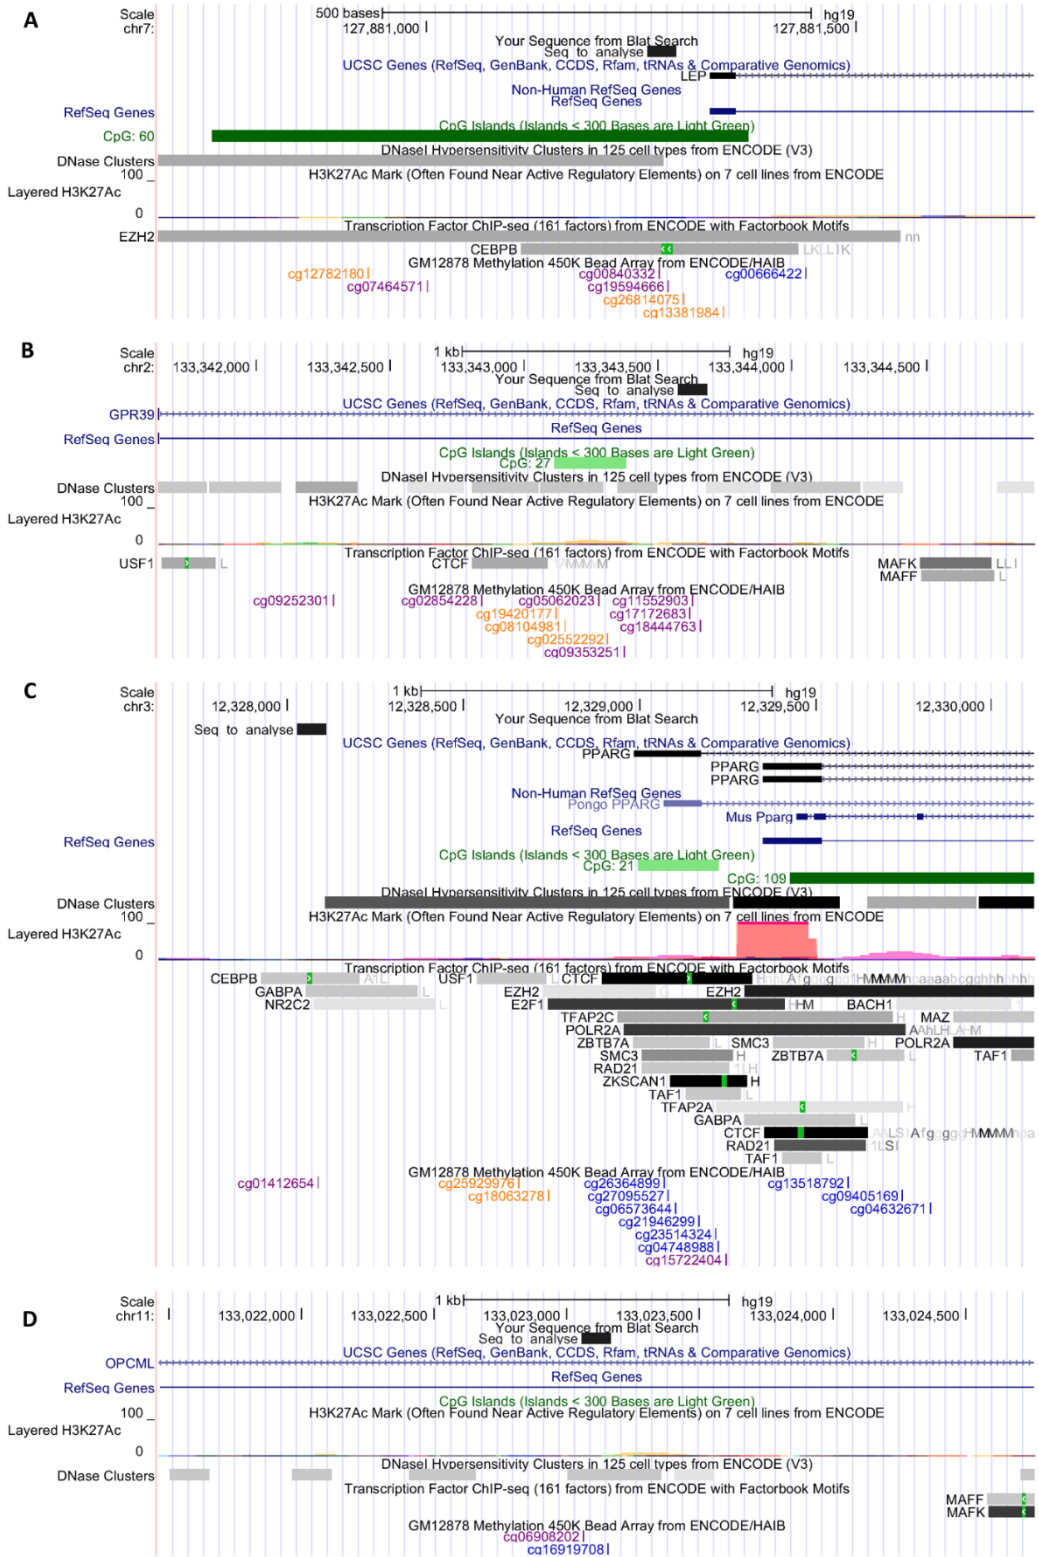 A
Scale 500 bases hg19
chr7: 127,881,000 127,881,500
Your Sequence from Blat Search
Seq to analyse
UCSC Genes (RefSeq, GenBank, CCDS, Rfam, tRNAs & Comparative Genomics)
LEP
Non-Human RefSeq Genes
RefSeq Genes
RefSeq Genes
CpG Islands (Islands < 300 Bases are Light Green)
CpG: 60
DNaseI Hypersensitivity Clusters in 125 cell types from ENCODE (V3)
DNase Clusters
H3K27Ac Mark (Often Found Near Active Regulatory Elements) on 7 cell lines from ENCODE
100
Layered H3K27Ac
0
Transcription Factor ChIP-seq (161 factors) from ENCODE with Factorbook Motifs
EZH2 nn
CEBPB
GM12878 Methylation 450K Bead Array from ENCODE/HAIB
cg12782180 cg00840332 cg00666422
cg07464571 cg19594666
cg26814075
cg13381984
B
Scale 1 kb hg19
chr2: 133,342,000 133,342,500 133,343,000 133,343,500 133,344,000 133,344,500
Your Sequence from Blat Search
Seq to analyse
UCSC Genes (RefSeq, GenBank, CCDS, Rfam, tRNAs & Comparative Genomics)
GPR39
RefSeq Genes
RefSeq Genes
CpG Islands (Islands < 300 Bases are Light Green)
CpG: 27
DNaseI Hypersensitivity Clusters in 125 cell types from ENCODE (V3)
DNase Clusters
H3K27Ac Mark (Often Found Near Active Regulatory Elements) on 7 cell lines from ENCODE
100
Layered H3K27Ac
0
Transcription Factor ChIP-seq (161 factors) from ENCODE with Factorbook Motifs
USF1 L CTCF MAFK LLI
MAFF L
GM12878 Methylation 450K Bead Array from ENCODE/HAIB
cg09252301 cg02854228 cg05062023 cg11552903
cg19420177 cg17172683
cg08104981 cg18444763
cg02552292
cg09353251
C
Scale 1 kb hg19
chr3: 12,328,000 12,328,500 12,329,000 12,329,500 12,330,000
Your Sequence from Blat Search
Seq to analyse
UCSC Genes (RefSeq, GenBank, CCDS, Rfam, tRNAs & Comparative Genomics)
PPARG
PPARG
PPARG
Non-Human RefSeq Genes
Pongo PPARG
Mus Pparg
RefSeq Genes
RefSeq Genes
CpG Islands (Islands < 300 Bases are Light Green)
CpG: 21
CpG: 109
DNaseI Hypersensitivity Clusters in 125 cell types from ENCODE (V3)
DNase Clusters
H3K27Ac Mark (Often Found Near Active Regulatory Elements) on 7 cell lines from ENCODE
100
Layered H3K27Ac
0
Transcription Factor ChIP-seq (161 factors) from ENCODE with Factorbook Motifs
CEBPB USF1 L CTCF
GABPA L EZH2 G EZH2
NR2C2 L E2F1 HHM BACH1
TFAP2C H MAZ
POLR2A
ZBTB7A L SMC3 H POLR2A
SMC3 H ZBTB7A L TAF1
RAD21
ZKSCAN1 H
TAF1 L
TFAP2A H
GABPA L
CTCF
RAD21
TAF1 L
GM12878 Methylation 450K Bead Array from ENCODE/HAIB
cg01412654 cg25929976 cg26364899 cg13518792
cg18063278 cg27095527 cg09405169
cg06573644 cg04632671
cg21946299
cg23514324
cg04748988
cg15722404
D
Scale 1 kb hg19
chr11: 133,022,000 133,022,500 133,023,000 133,023,500 133,024,000 133,024,500
Your Sequence from Blat Search
Seq to analyse
UCSC Genes (RefSeq, GenBank, CCDS, Rfam, tRNAs & Comparative Genomics)
OPCML
RefSeq Genes
RefSeq Genes
CpG Islands (Islands < 300 Bases are Light Green)
H3K27Ac Mark (Often Found Near Active Regulatory Elements) on 7 cell lines from ENCODE
100
Layered H3K27Ac
0
DNaseI Hypersensitivity Clusters in 125 cell types from ENCODE (V3)
DNase Clusters
Transcription Factor ChIP-seq (161 factors) from ENCODE with Factorbook Motifs
MAFF
MAFK
GM12878 Methylation 450K Bead Array from ENCODE/HAIB
cg06908202
cg16919708